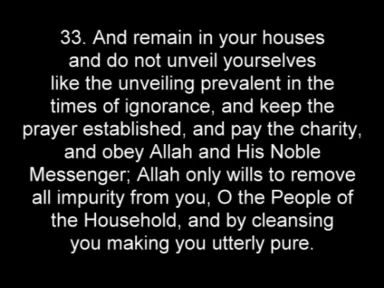 33. And remain in your houses
and do not unveil yourselves
like the unveiling prevalent in the
times of ignorance, and keep the
prayer established, and pay the charity,
and obey Allah and His Noble
Messenger; Allah only wills to remove
all impurity from you, O the People of
the Household, and by cleansing
you making you utterly pure.